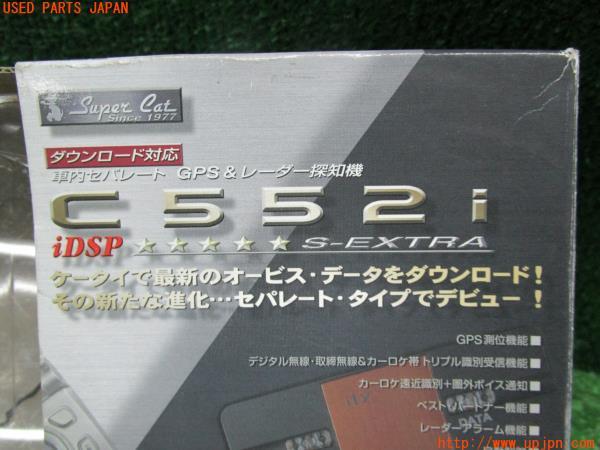 USED PARTS JAPAN
Super Cat
Since 1977
ダウンロード対応
車内セパレート GPS&レーダー探知機
C552i
iDSP ★★★★★ S-EXTRA
ケータイで最新のオービス・データをダウンロード!
その新たな進化…セパレート・タイプでデビュー!
GPS測位機能■
デジタル無線・取締無線&カーロケ帯トリプル識別受信機能■
カーロケ遠近識別+圏外ボイス通知■
ベストパートナー機能■
レーダーアラーム機能■
DATA
http://www.upjpn.com/